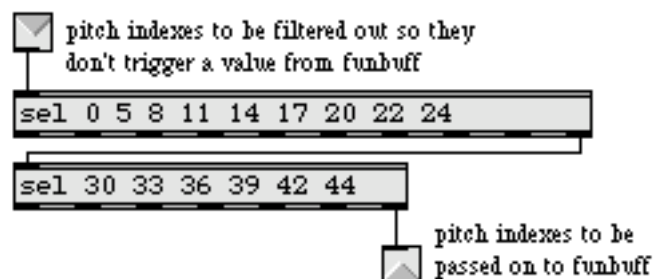 pitch indexes to be filtered out so they
don't trigger a value from funbuff
sel 0 5 8 11 14 17 20 22 24
sel 30 33 36 39 42 44
pitch indexes to be
passed on to funbuff